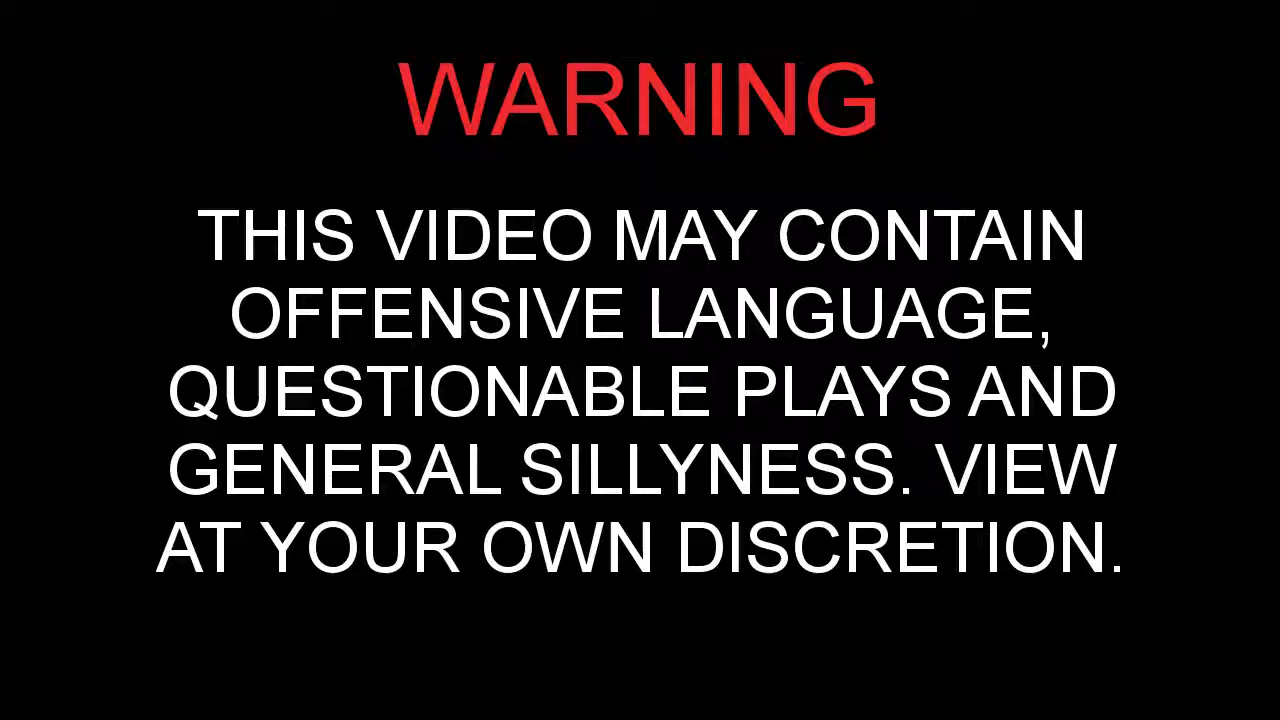 WARNING
THIS VIDEO MAY CONTAIN
OFFENSIVE LANGUAGE,
QUESTIONABLE PLAYS AND
GENERAL SILLYNESS. VIEW
AT YOUR OWN DISCRETION.